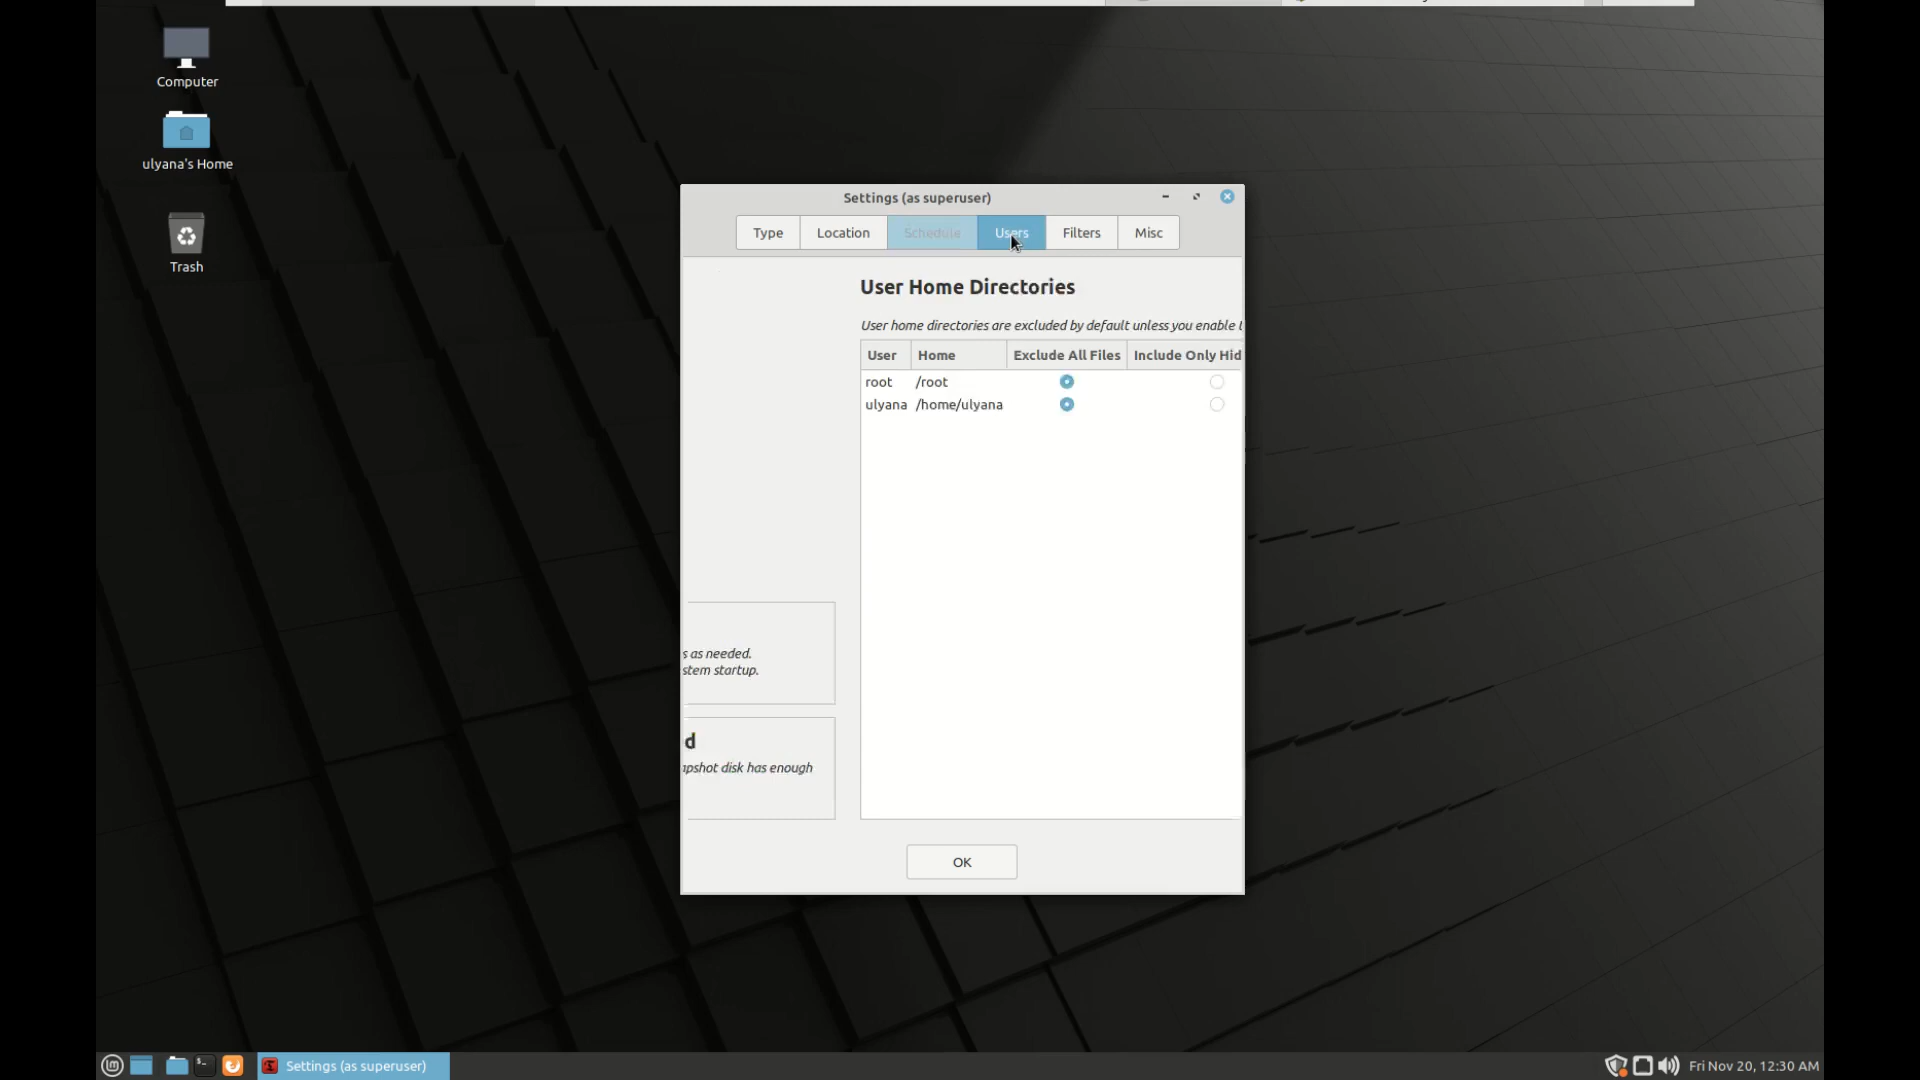 Computer
ulyana's Home
Trash
Settings (as superuser)
Type Location Schedule Users Filters Misc
User Home Directories
User home directories are excluded by default unless you enable
User Home Exclude All Files Include Only Hid
root /root
ulyana /home/ulyana
s as needed.
stem startup.
d
pshot disk has enough
OK
Settings (as superuser)
Fri Nov 20, 12:30 AM